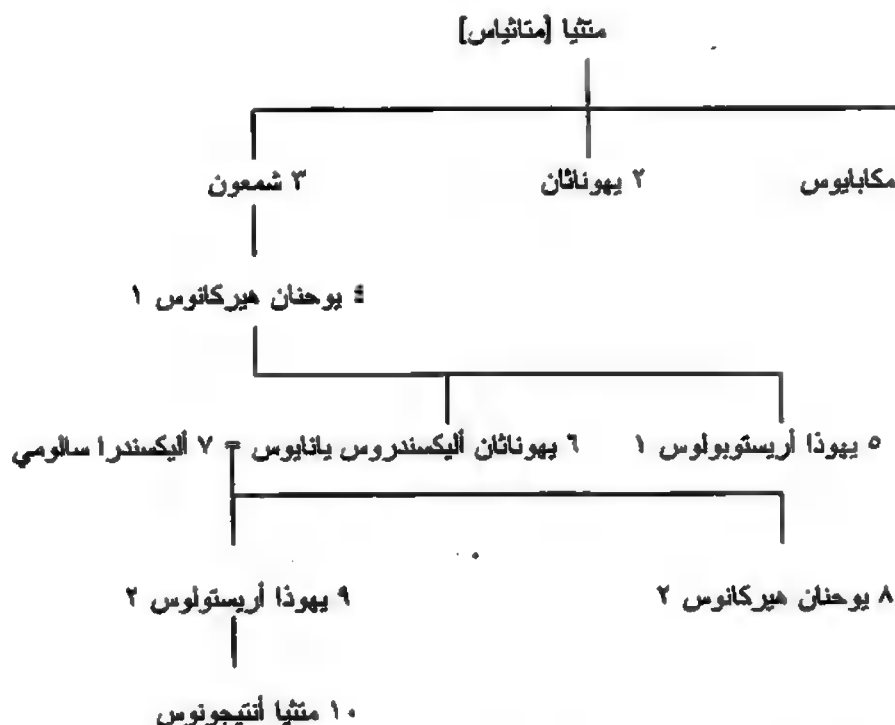 متثيا [متاثياس]
مكابايوس ٢ يهوناثان ٣ شمعون
٤ يوحنان هيركانوس ١
٥ يهوذا أريستوبولوس ١ ٦ يهوناثان أليكسندروس يانايوس = ٧ أليكسندرا سالومي
٨ يوحنان هيركانوس ٢ ٩ يهوذا أريستولوس ٢
١٠ متثيا أنتيجونوس